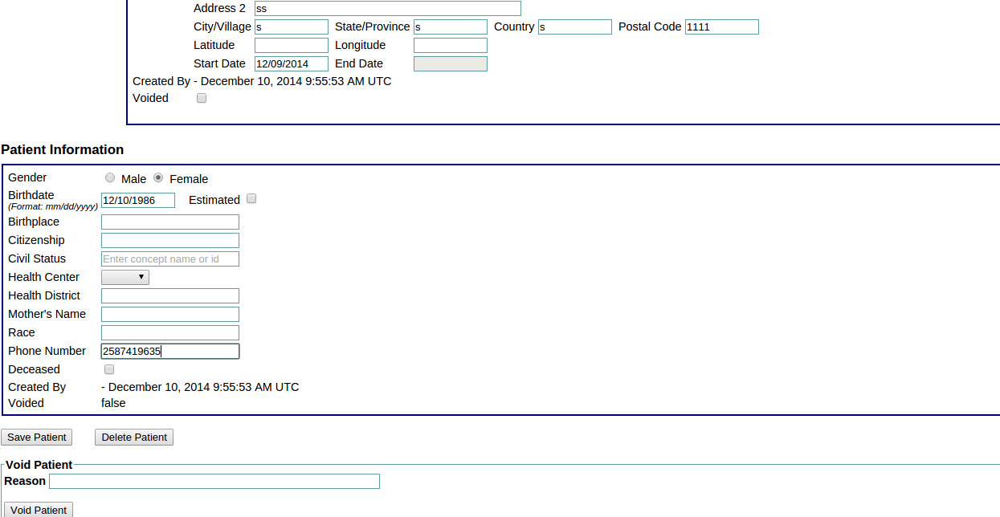 Address 2 ss
City/Village s State/Province s Country s Postal Code 1111
Latitude Longitude
Start Date 12/09/2014 End Date
Created By - December 10, 2014 9:55:53 AM UTC
Voided
Patient Information
Gender Male Female
Birthdate
(Format: mm/dd/yyyy) 12/10/1986 Estimated
Birthplace
Citizenship
Civil Status Enter concept name or id
Health Center
Health District
Mother's Name
Race
Phone Number 2587419635
Deceased
Created By - December 10, 2014 9:55:53 AM UTC
Voided false
Save Patient Delete Patient
Void Patient
Reason
Void Patient